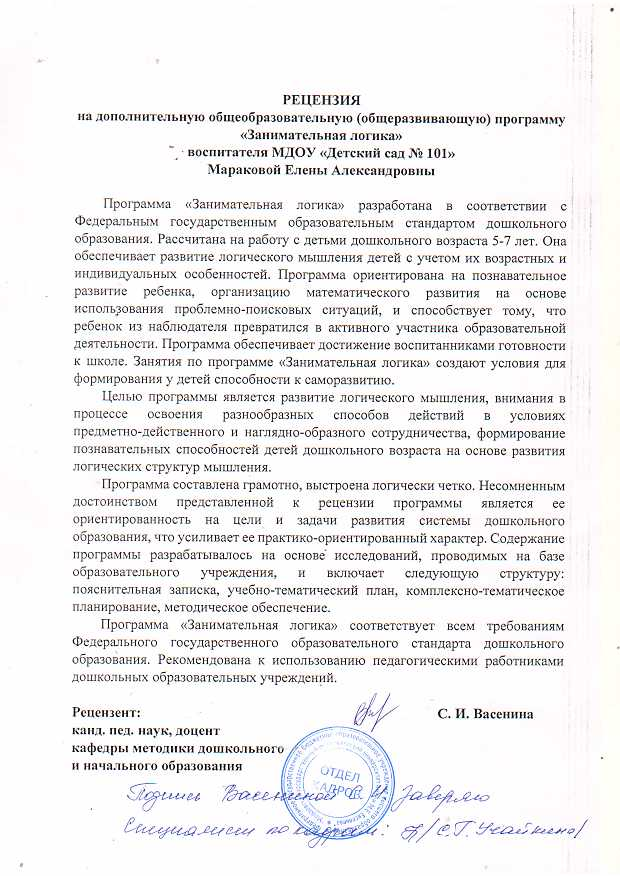 РЕЦЕНЗИЯ
на дополнительную общеобразовательную (общеразвивающую) программу
«Занимательная логика»
воспитателя МДОУ «Детский сад № 101»
Мараковой Елены Александровны
Программа «Занимательная логика» разработана в соответствии с
Федеральным государственным образовательным стандартом дошкольного
образования. Рассчитана на работу с детьми дошкольного возраста 5-7 лет. Она
обеспечивает развитие логического мышления детей с учетом их возрастных и
индивидуальных особенностей. Программа ориентирована на познавательное
развитие ребенка, организацию математического развития на основе
использования проблемно-поисковых ситуаций, и способствует тому, что
ребенок из наблюдателя превратился в активного участника образовательной
деятельности. Программа обеспечивает достижение воспитанниками готовности
к школе. Занятия по программе «Занимательная логика» создают условия для
формирования у детей способности к саморазвитию.
Целью программы является развитие логического мышления, внимания в
процессе освоения разнообразных способов действий в условиях
предметно-действенного и наглядно-образного сотрудничества, формирование
познавательных способностей детей дошкольного возраста на основе развития
логических структур мышления.
Программа составлена грамотно, выстроена логически четко. Несомненным
достоинством представленной к рецензии программы является ее
ориентированность на цели и задачи развития системы дошкольного
образования, что усиливает ее практико-ориентированный характер. Содержание
программы разрабатывалось на основе исследований, проводимых на базе
образовательного учреждения, и включает следующую структуру:
пояснительная записка, учебно-тематический план, комплексно-тематическое
планирование, методическое обеспечение.
Программа «Занимательная логика» соответствует всем требованиям
Федерального государственного образовательного стандарта дошкольного
образования. Рекомендована к использованию педагогическими работниками
дошкольных образовательных учреждений.
Рецензент: С. И. Васенина
канд. пед. наук, доцент
кафедры методики дошкольного
и начального образования
ОТДЕЛ
КАДРОВ
Подпись Васениной С. И. Заверяю
Специалист по кадрам: